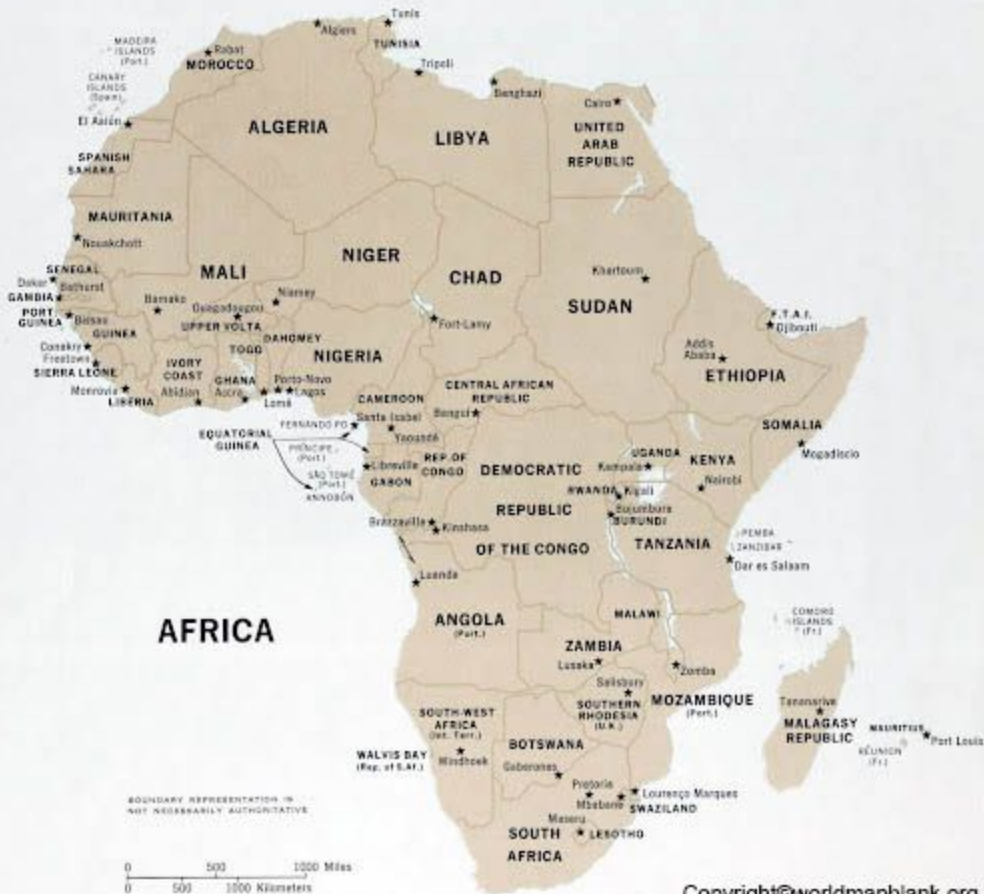 Tunis
Algiers
MADEIRA
ISLANDS
(Port.)
Rabat
MOROCCO
TUNISIA
Tripoli
CANARY
ISLANDS
(Spain)
Benghazi
Cairo
El Aaiún
ALGERIA
LIBYA
UNITED
ARAB
REPUBLIC
SPANISH
SAHARA
MAURITANIA
Nouakchott
NIGER
MALI
CHAD
SUDAN
Khartoum
SENEGAL
Dakar
Bathurst
GAMBIA
PORT.
GUINEA
Bissau
GUINEA
Bamako
Ouagadougou
Niamey
UPPER VOLTA
Fort-Lamy
F.T.A.I.
Djibouti
DAHOMEY
TOGO
NIGERIA
Conakry
Freetown
SIERRA LEONE
IVORY
COAST
GHANA
Addis
Ababa
ETHIOPIA
Monrovia
LIBERIA
Abidjan
Accra
Lomé
Porto-Novo
Lagos
CENTRAL AFRICAN
REPUBLIC
Bangui
CAMEROON
Santa Isabel
Yaoundé
FERNANDO PO
EQUATORIAL
GUINEA
PRÍNCIPE
(Port.)
SÃO TOMÉ
(Port.)
ANNOBÓN
Libreville
GABON
REP. OF
CONGO
DEMOCRATIC
REPUBLIC
OF THE CONGO
UGANDA
Kampala
KENYA
Nairobi
SOMALIA
Mogadiscio
RWANDA
Kigali
Bujumbura
BURUNDI
TANZANIA
PEMBA
ZANZIBAR
Dar es Salaam
Brazzaville
Kinshasa
Luanda
AFRICA
ANGOLA
(Port.)
MALAWI
ZAMBIA
Lusaka
Zomba
COMORO
ISLANDS
(Fr.)
Salisbury
SOUTHERN
RHODESIA
(U.K.)
MOZAMBIQUE
(Port.)
Tananarive
MALAGASY
REPUBLIC
MAURITIUS
Port Louis
RÉUNION
(Fr.)
SOUTH-WEST
AFRICA
(Int. Terr.)
WALVIS BAY
(Rep. of S.Af.)
Windhoek
BOTSWANA
Gaberones
Pretoria
Mbabane
Lourenço Marques
SWAZILAND
Maseru
LESOTHO
SOUTH
AFRICA
BOUNDARY REPRESENTATION IS
NOT NECESSARILY AUTHORITATIVE
0 500 1000 Miles
0 500 1000 Kilometers
Copyright©worldmapblank.org